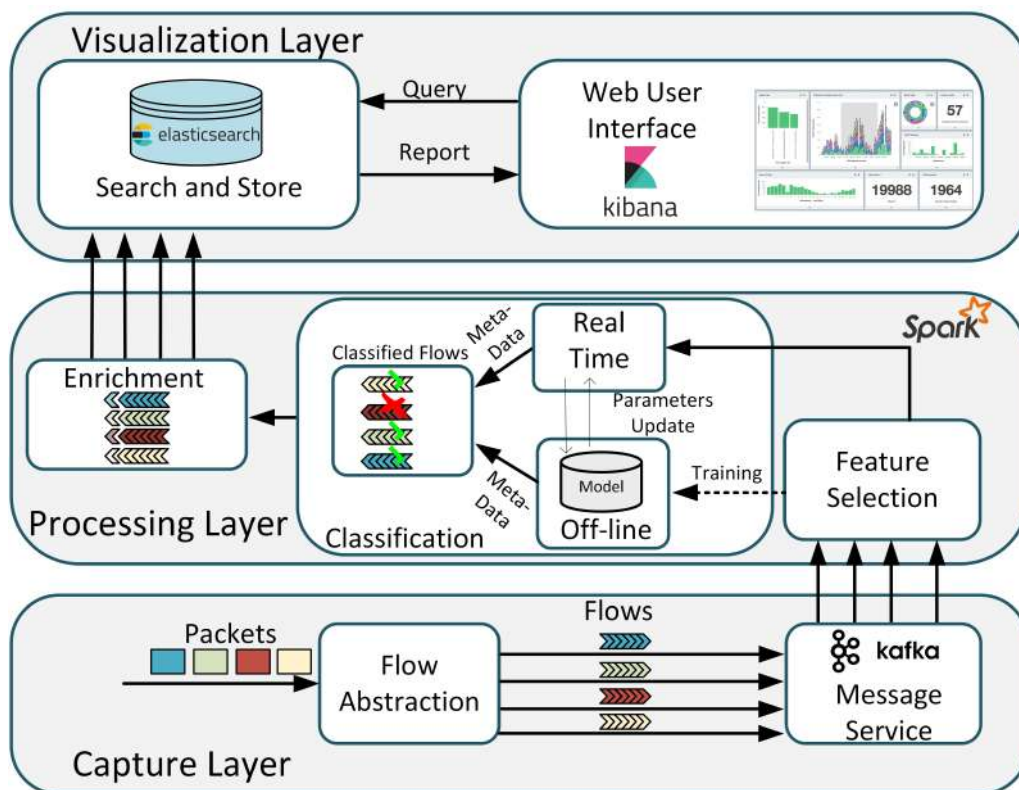 Visualization Layer
elasticsearch
Search and Store
Query
Report
Web User
Interface
kibana
57
19988
1964
Spark
Enrichment
Processing Layer
Classified Flows
Meta-
Data
Real
Time
Parameters
Update
Meta-
Data
Model
Off-line
Classification
Training
Feature
Selection
Packets
Flow
Abstraction
Flows
kafka
Message
Service
Capture Layer